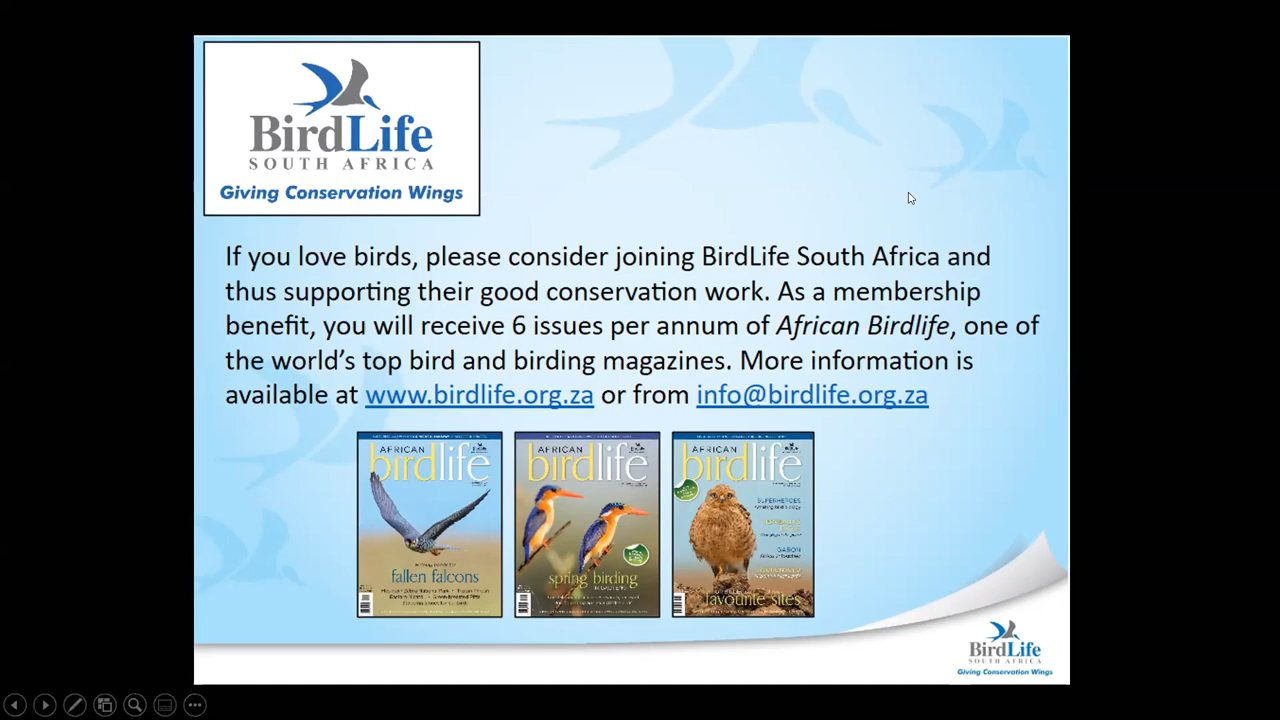 BirdLife
SOUTH AFRICA
Giving Conservation Wings
If you love birds, please consider joining BirdLife South Africa and
thus supporting their good conservation work. As a membership
benefit, you will receive 6 issues per annum of African Birdlife, one of
the world’s top bird and birding magazines. More information is
available at www.birdlife.org.za or from info@birdlife.org.za
AFRICAN
birdlife
fallen falcons
AFRICAN
birdlife
spring birding
AFRICAN
birdlife
SUPERHEROES
GABON
favourite sites
BirdLife
SOUTH AFRICA
Giving Conservation Wings